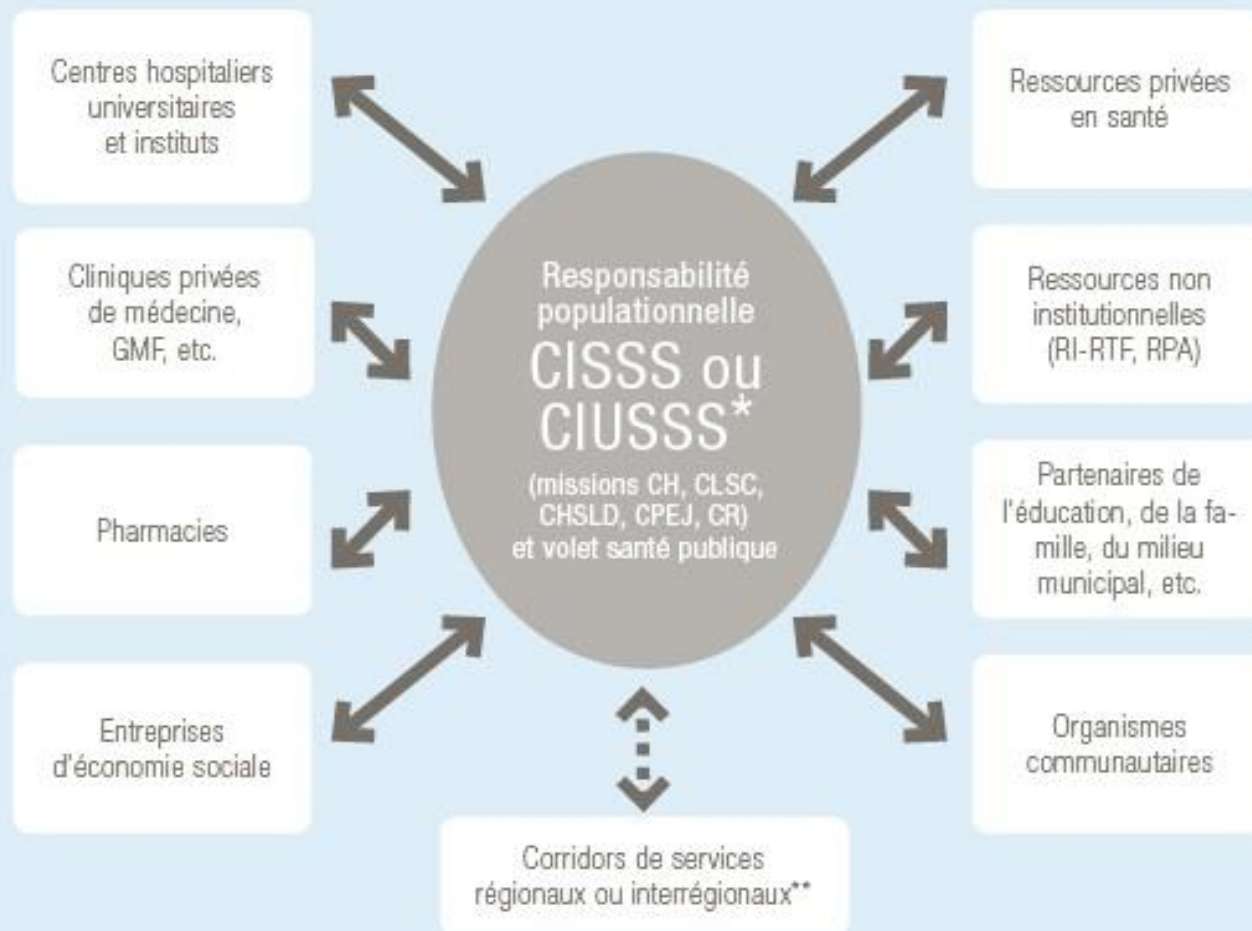 Centres hospitaliers
universitaires
et instituts
Cliniques privées
de médecine,
GMF, etc.
Pharmacies
Entreprises
d'économie sociale
Responsabilité
populationnelle
CISSS ou
CIUSSS*
(missions CH, CLSC,
CHSLD, CPEJ, CR)
et volet santé publique
Corridors de services
régionaux ou interrégionaux**
Ressources privées
en santé
Ressources non
institutionnelles
(RI-RTF, RPA)
Partenaires de
l'éducation, de la fa-
mille, du milieu
municipal, etc.
Organismes
communautaires